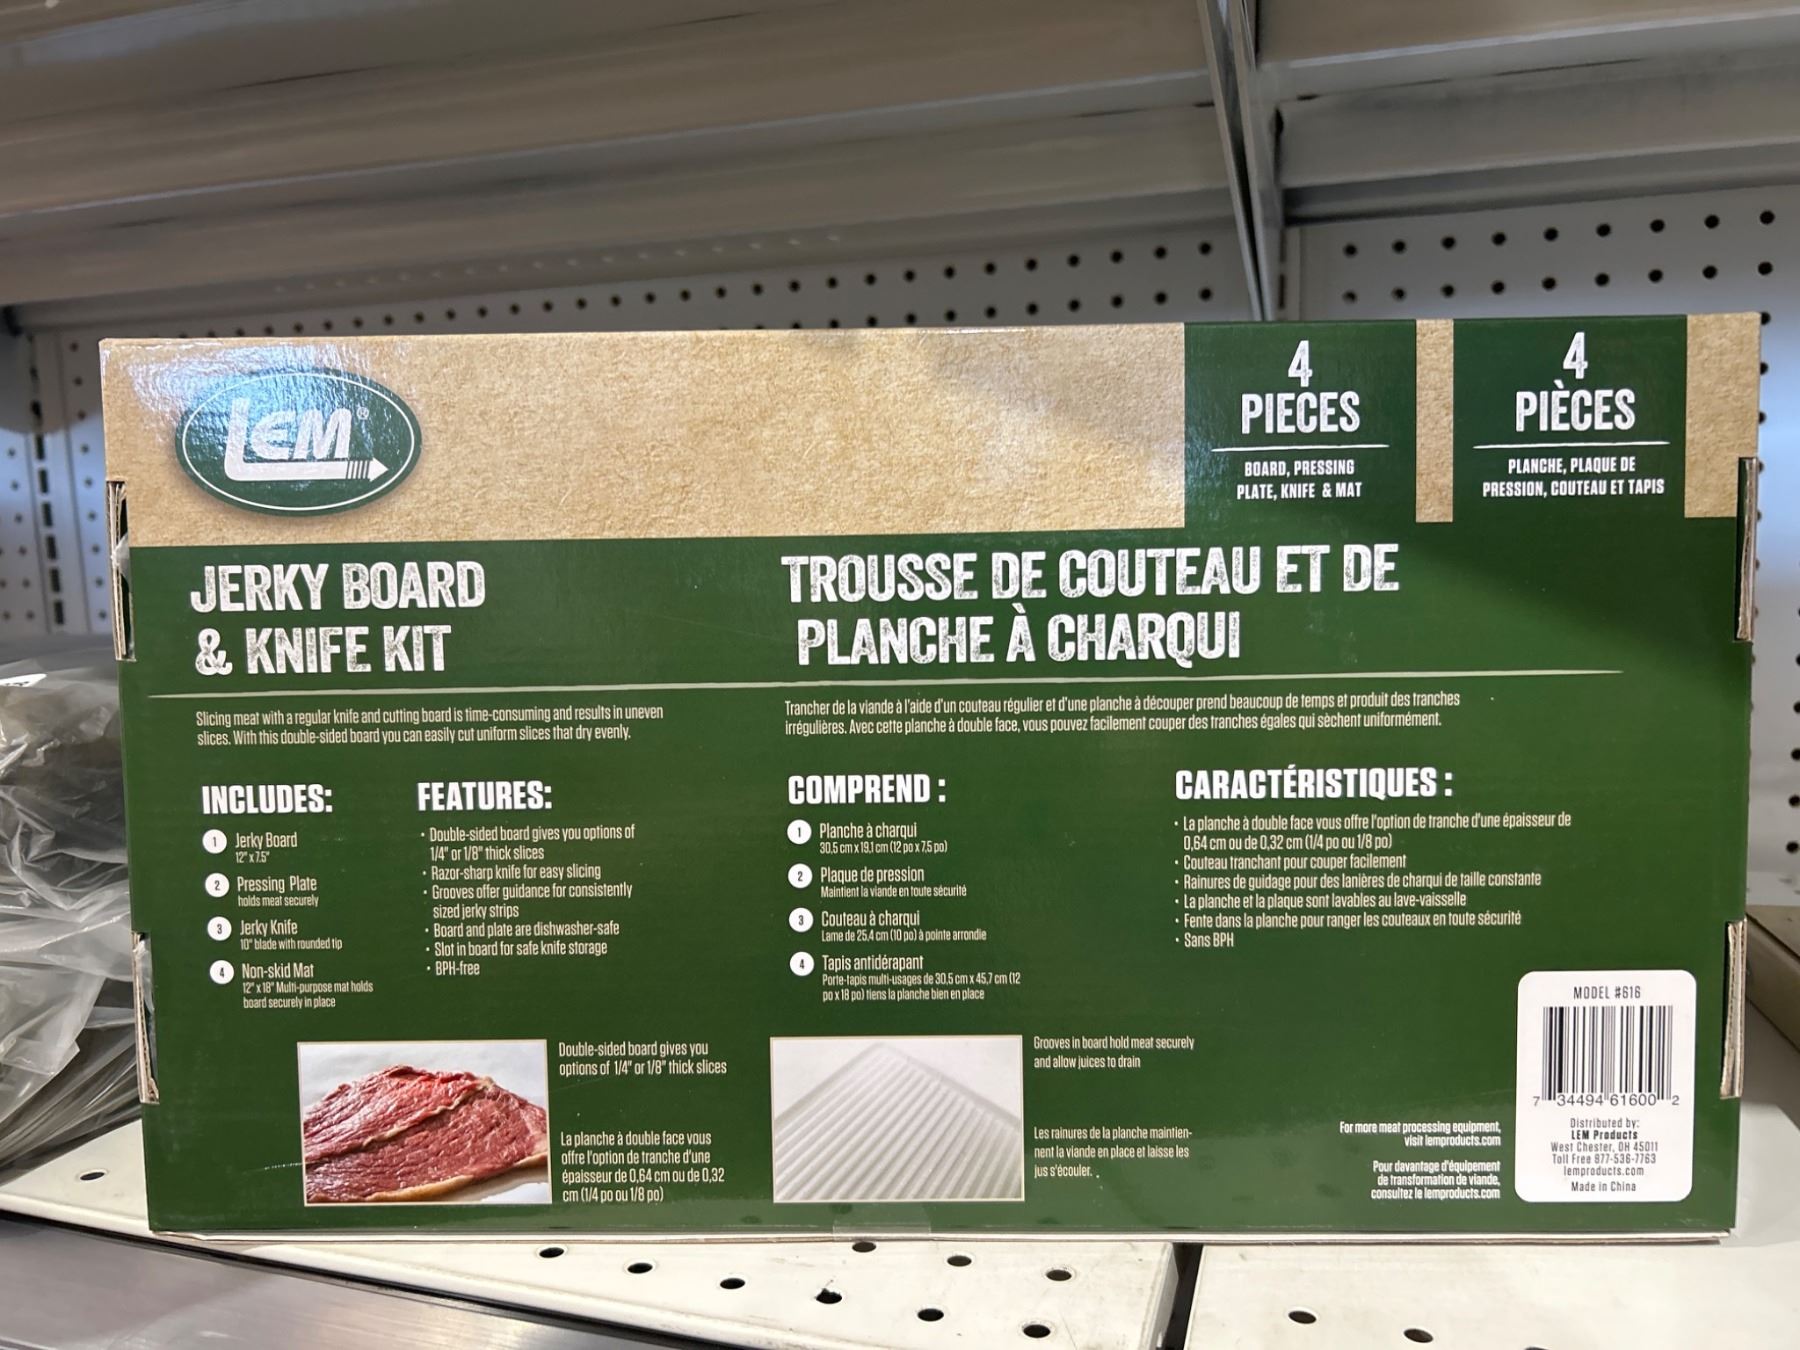 LEM®
4
PIECES
BOARD, PRESSING
PLATE, KNIFE & MAT
4
PIÈCES
PLANCHE, PLAQUE DE
PRESSION, COUTEAU ET TAPIS
JERKY BOARD
& KNIFE KIT
Slicing meat with a regular knife and cutting board is time-consuming and results in uneven
slices. With this double-sided board you can easily cut uniform slices that dry evenly.
INCLUDES:
1 Jerky Board
12" x 7.5"
2 Pressing Plate
holds meat securely
3 Jerky Knife
10" blade with rounded tip
4 Non-skid Mat
12" x 18" Multi-purpose mat holds
board securely in place
FEATURES:
• Double-sided board gives you options of
1/4" or 1/8" thick slices
• Razor-sharp knife for easy slicing
• Grooves offer guidance for consistently
sized jerky strips
• Board and plate are dishwasher-safe
• Slot in board for safe knife storage
• BPH-free
TROUSSE DE COUTEAU ET DE
PLANCHE À CHARQUI
Trancher de la viande à l'aide d'un couteau régulier et d'une planche à découper prend beaucoup de temps et produit des tranches
irrégulières. Avec cette planche à double face, vous pouvez facilement couper des tranches égales qui sèchent uniformément.
COMPREND :
1 Planche à charqui
30,5 cm x 19,1 cm (12 po x 7,5 po)
2 Plaque de pression
Maintient la viande en toute sécurité
3 Couteau à charqui
Lame de 25,4 cm (10 po) à pointe arrondie
4 Tapis antidérapant
Porte-tapis multi-usages de 30,5 cm x 45,7 cm (12
po x 18 po) tiens la planche bien en place
CARACTÉRISTIQUES :
• La planche à double face vous offre l'option de tranche d'une épaisseur de
0,64 cm ou de 0,32 cm (1/4 po ou 1/8 po)
• Couteau tranchant pour couper facilement
• Rainures de guidage pour des lanières de charqui de taille constante
• La planche et la plaque sont lavables au lave-vaisselle
• Fente dans la planche pour ranger les couteaux en toute sécurité
• Sans BPH
Double-sided board gives you
options of 1/4" or 1/8" thick slices
La planche à double face vous
offre l'option de tranche d'une
épaisseur de 0,64 cm ou de 0,32
cm (1/4 po ou 1/8 po)
Grooves in board hold meat securely
and allow juices to drain
Les rainures de la planche maintien-
nent la viande en place et laisse les
jus s'écouler.
For more meat processing equipment,
visit lemproducts.com
Pour davantage d'équipement
de transformation de viande,
consultez le lemproducts.com
MODEL #616
7 34494 61600 2
Distributed by:
LEM Products
West Chester, OH 45011
Toll Free 877-536-7763
lemproducts.com
Made in China